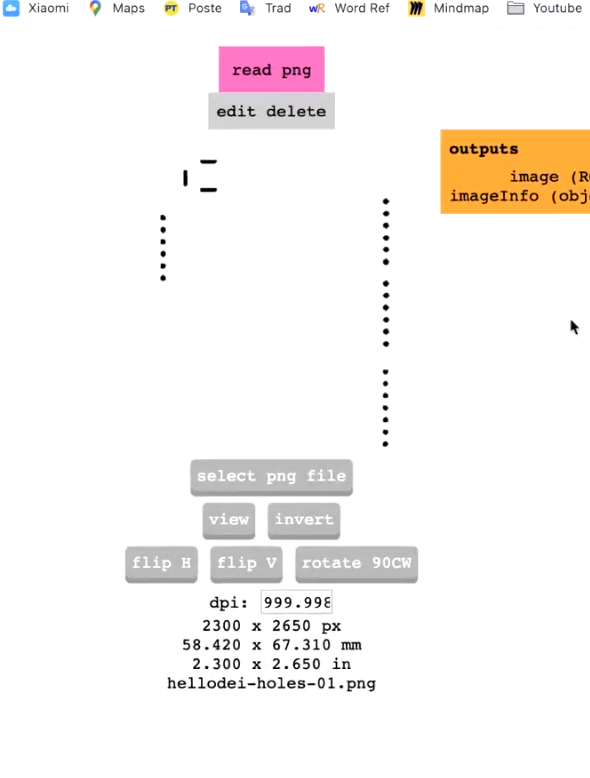 Xiaomi Maps PT Poste Trad wR Word Ref Mindmap Youtube
read png
edit delete
outputs
image (R
imageInfo (obj
select png file
view invert
flip H flip V rotate 90CW
dpi: 999.998
2300 x 2650 px
58.420 x 67.310 mm
2.300 x 2.650 in
hellodei-holes-01.png